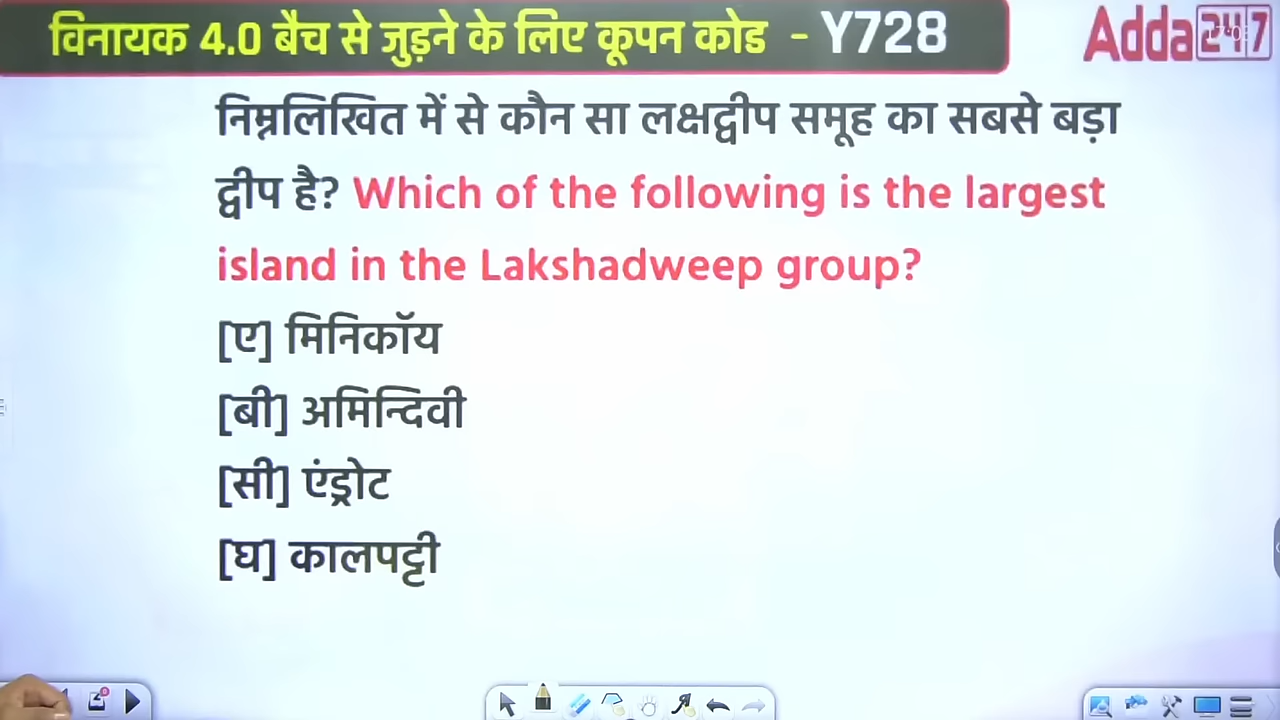 विनायक 4.0 बैच से जुड़ने के लिए कूपन कोड - Y728
Adda247
निम्नलिखित में से कौन सा लक्षद्वीप समूह का सबसे बड़ा
द्वीप है? Which of the following is the largest
island in the Lakshadweep group?
[ए] मिनिकॉय
[बी] अमिन्दिवी
[सी] एंड्रोट
[घ] कालपट्टी